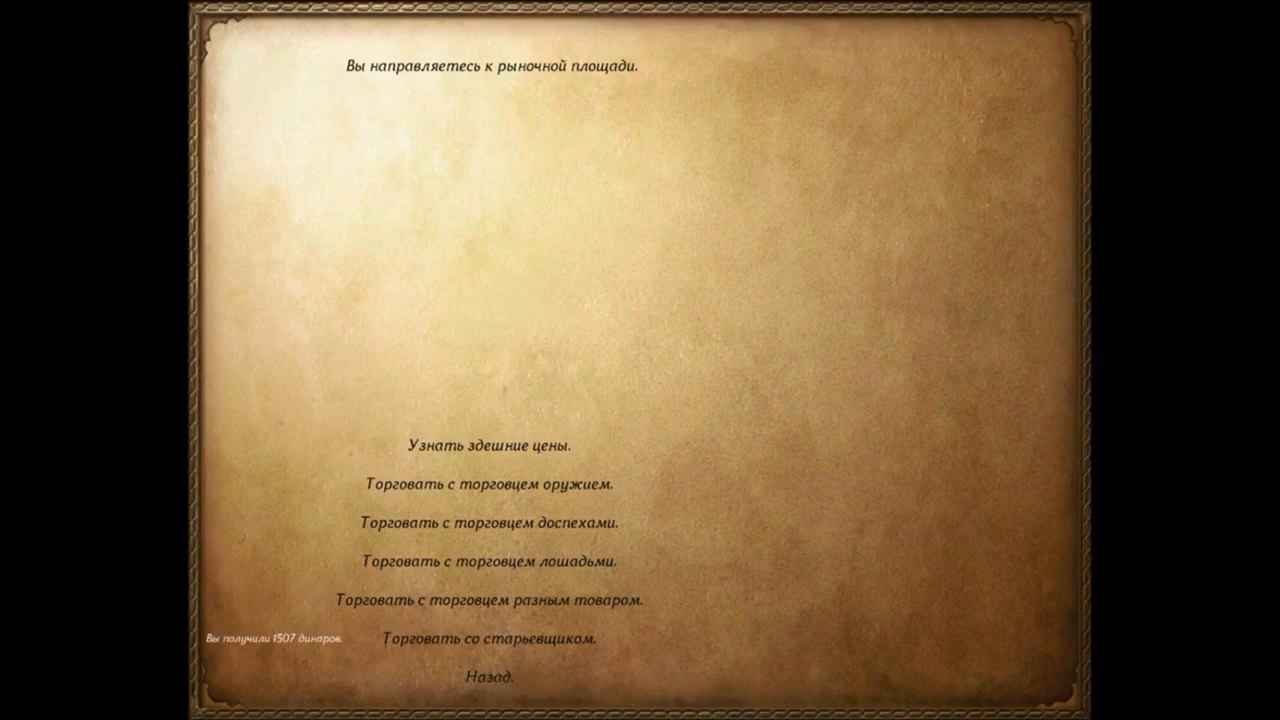 Вы направляетесь к рыночной площади.
Узнать здешние цены.
Торговать с торговцем оружием.
Торговать с торговцем доспехами.
Торговать с торговцем лошадьми.
Торговать с торговцем разным товаром.
Вы получили 1507 динаров.
Торговать со старьевщиком.
Назад.